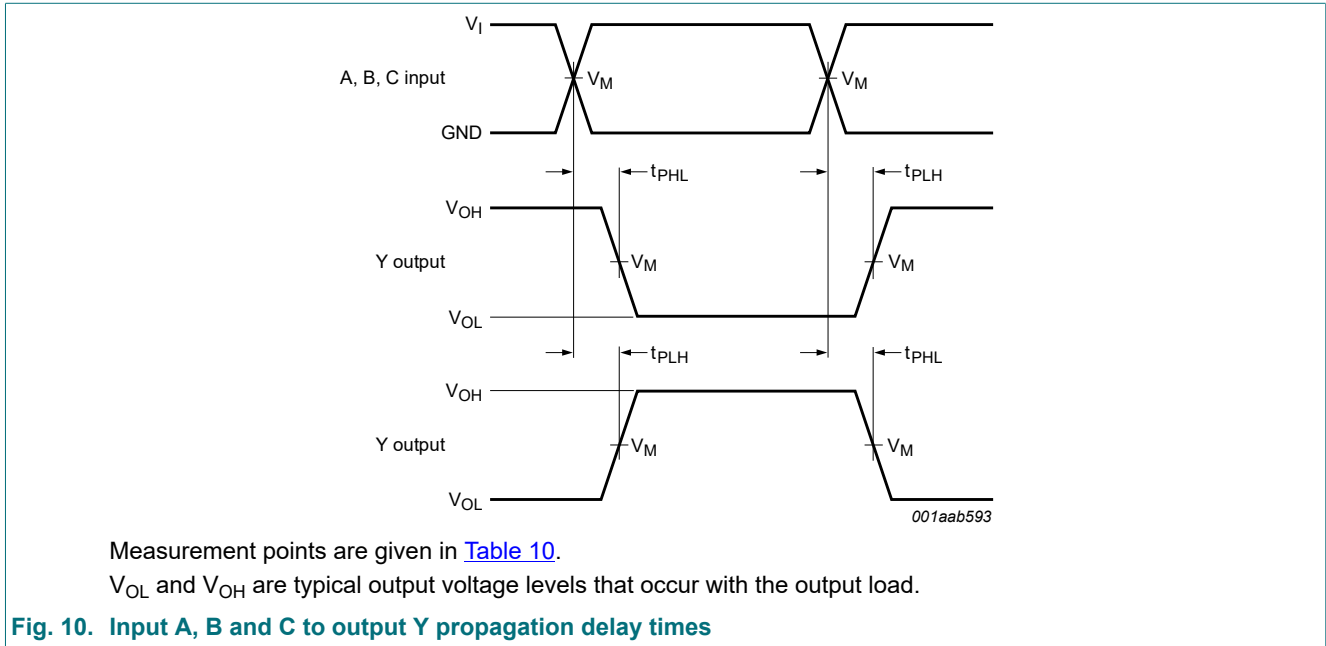 VI
A, B, C input
VM
VM
GND
tPHL
tPLH
VOH
Y output
VM
VM
VOL
tPLH
tPHL
VOH
Y output
VM
VM
VOL
001aab593
Measurement points are given in Table 10.
VOL and VOH are typical output voltage levels that occur with the output load.
Fig. 10. Input A, B and C to output Y propagation delay times